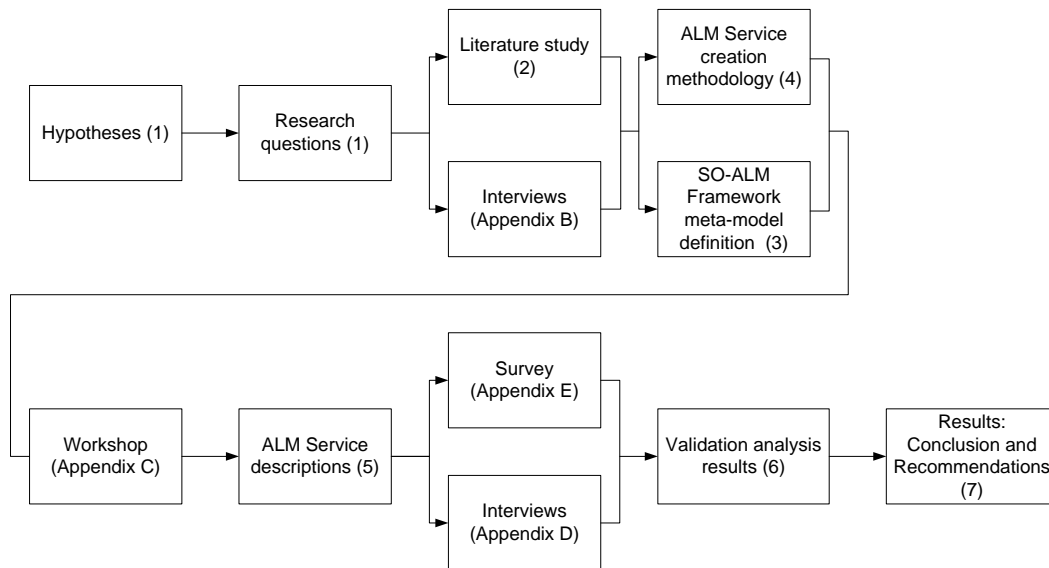 Hypotheses (1)
Research
questions (1)
Literature study
(2)
Interviews
(Appendix B)
ALM Service
creation
methodology (4)
SO-ALM
Framework
meta-model
definition  (3)
Workshop
(Appendix C)
ALM Service
descriptions (5)
Survey
(Appendix E)
Interviews
(Appendix D)
Validation analysis
results (6)
Results:
Conclusion and
Recommendations
(7)